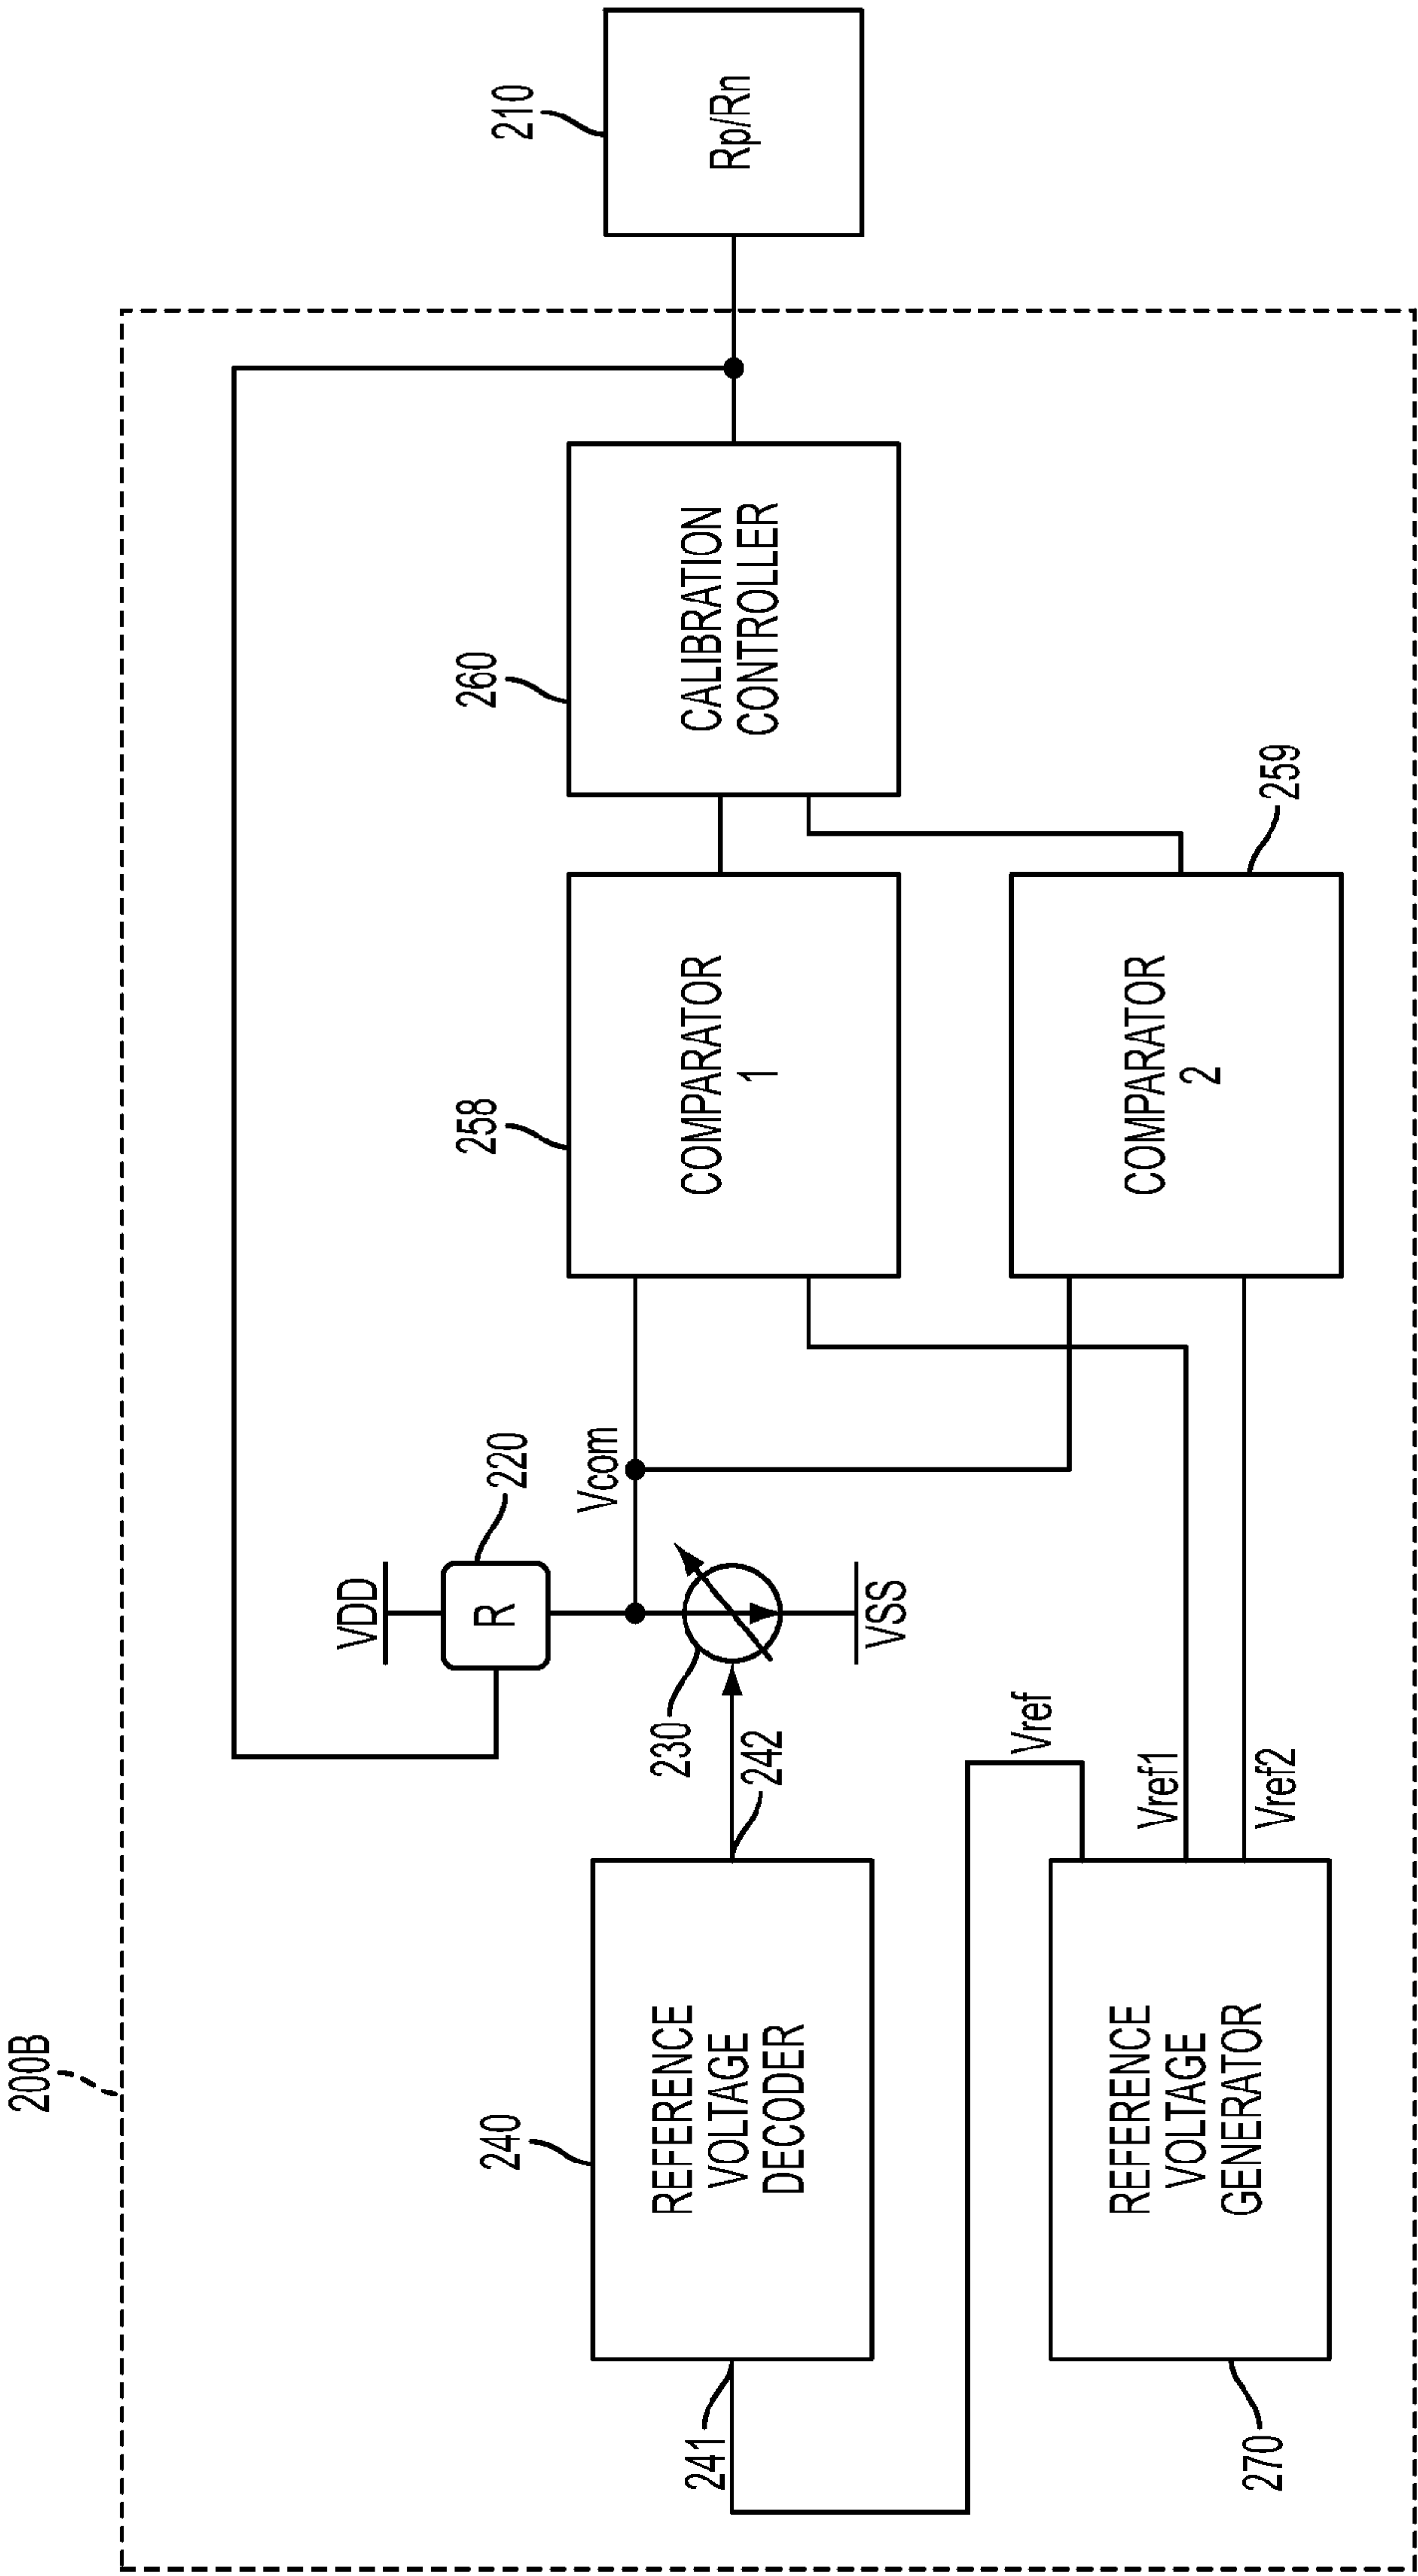 200B
240
REFERENCE
VOLTAGE
DECODER
241
242
VDD
R
220
230
VSS
Vcom
258
COMPARATOR
1
260
CALIBRATION
CONTROLLER
210
Rp/Rn
270
REFERENCE
VOLTAGE
GENERATOR
Vref
Vref1
Vref2
COMPARATOR
2
259